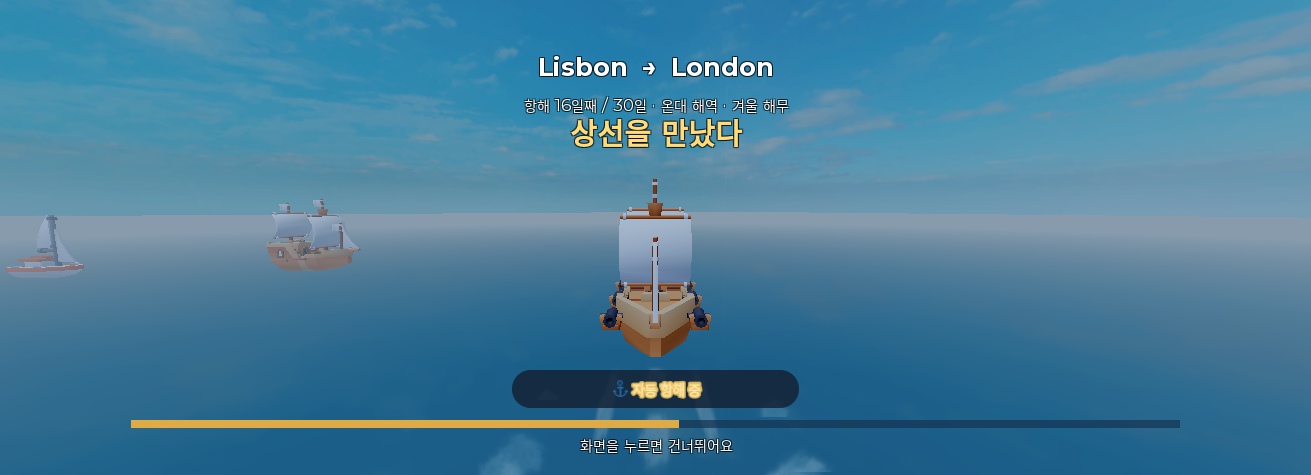 Lisbon → London
항해 16일째 / 30일 · 온대 해역 · 겨울 해무
상선을 만났다
⚓ 자동 항해 중
화면을 누르면 건너뛰어요